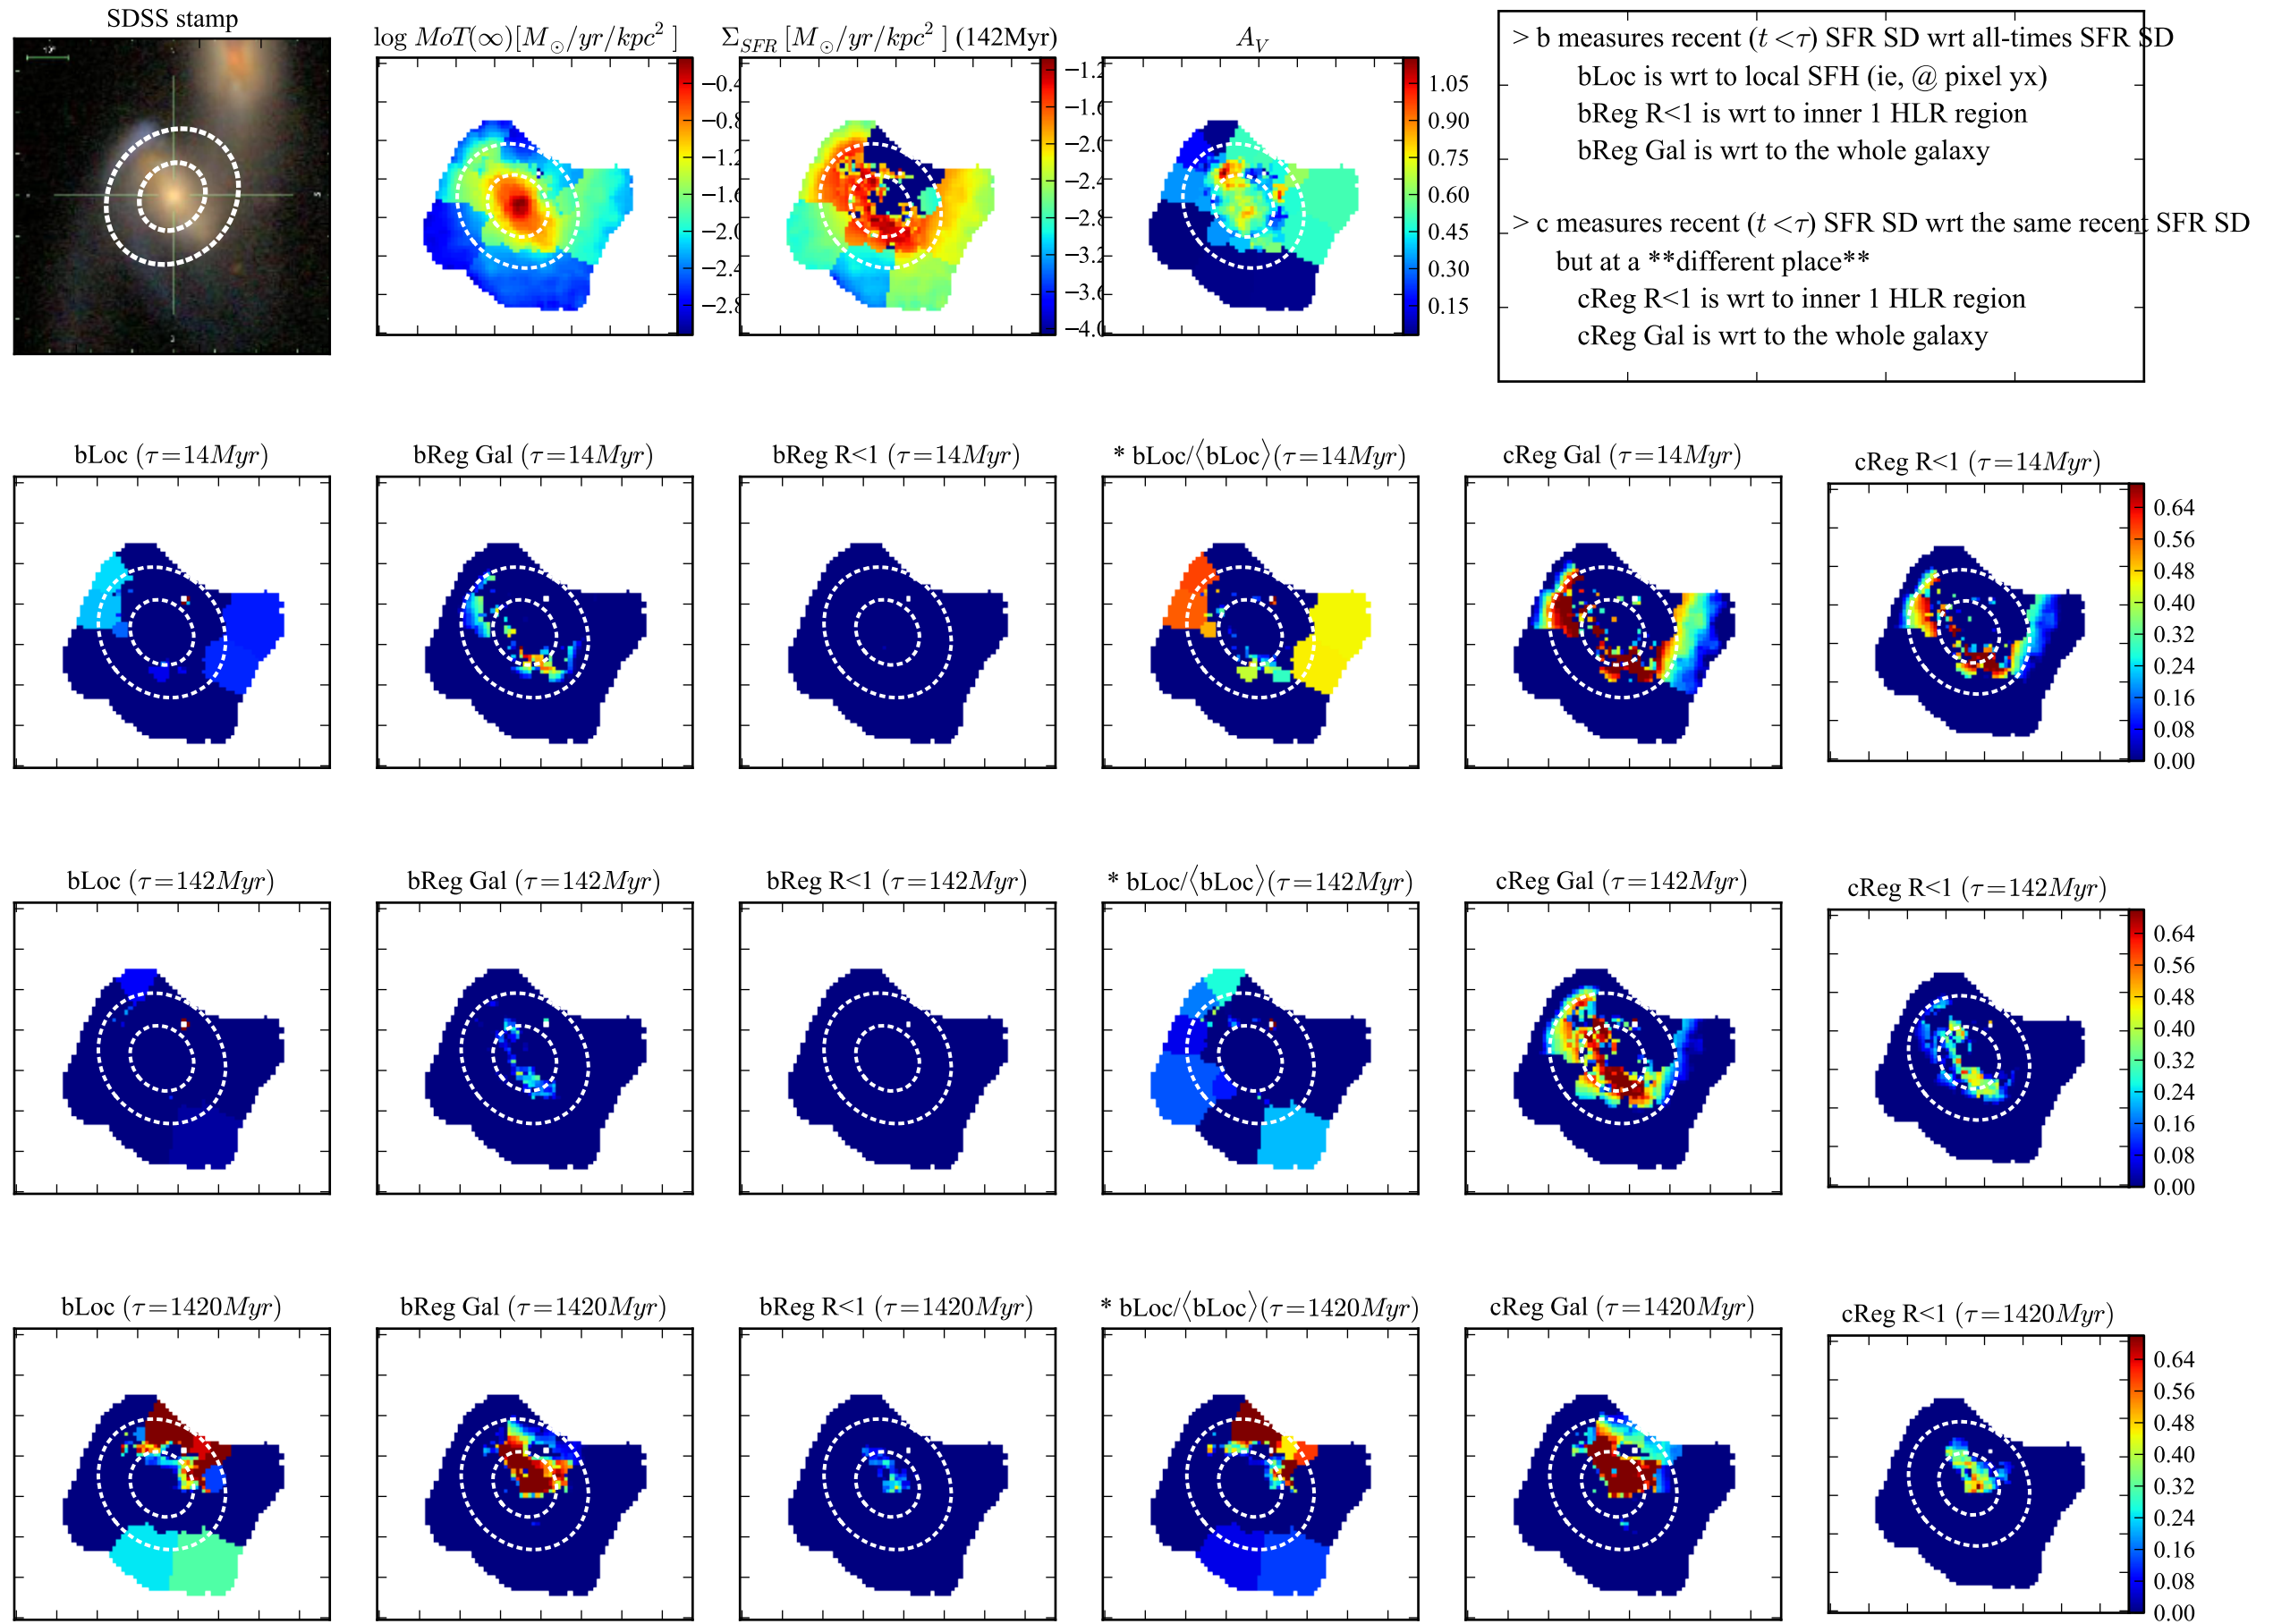 SDSS stamp
log MoT(∞)[M⊙/yr/kpc²]
Σ_SFR [M⊙/yr/kpc²] (142Myr)
A_V
−0.4
−0.8
−1.2
−1.6
−2.0
−2.4
−2.8
−1.2
−1.6
−2.0
−2.4
−2.8
−3.2
−3.6
−4.0
1.05
0.90
0.75
0.60
0.45
0.30
0.15
> b measures recent (t <τ) SFR SD wrt all-times SFR SD
bLoc is wrt to local SFH (ie, @ pixel yx)
bReg R<1 is wrt to inner 1 HLR region
bReg Gal is wrt to the whole galaxy
> c measures recent (t <τ) SFR SD wrt the same recent SFR SD
but at a **different place**
cReg R<1 is wrt to inner 1 HLR region
cReg Gal is wrt to the whole galaxy
bLoc (τ=14Myr)
bReg Gal (τ=14Myr)
bReg R<1 (τ=14Myr)
* bLoc/⟨bLoc⟩(τ=14Myr)
cReg Gal (τ=14Myr)
cReg R<1 (τ=14Myr)
0.64
0.56
0.48
0.40
0.32
0.24
0.16
0.08
0.00
bLoc (τ=142Myr)
bReg Gal (τ=142Myr)
bReg R<1 (τ=142Myr)
* bLoc/⟨bLoc⟩(τ=142Myr)
cReg Gal (τ=142Myr)
cReg R<1 (τ=142Myr)
0.64
0.56
0.48
0.40
0.32
0.24
0.16
0.08
0.00
bLoc (τ=1420Myr)
bReg Gal (τ=1420Myr)
bReg R<1 (τ=1420Myr)
* bLoc/⟨bLoc⟩(τ=1420Myr)
cReg Gal (τ=1420Myr)
cReg R<1 (τ=1420Myr)
0.64
0.56
0.48
0.40
0.32
0.24
0.16
0.08
0.00